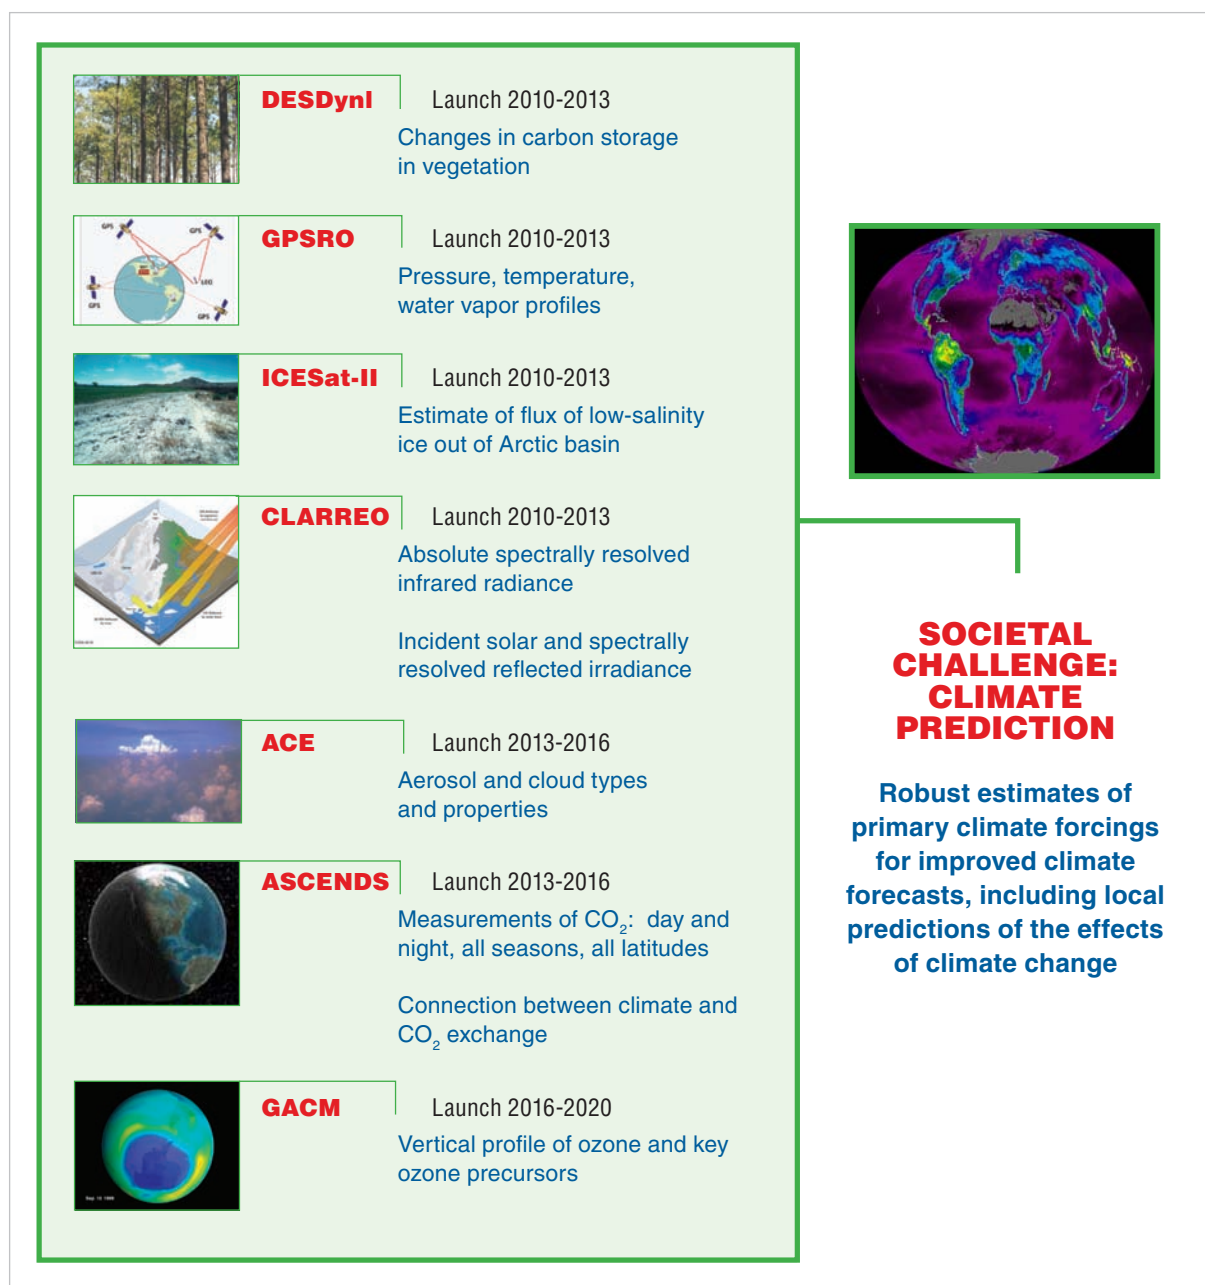 DESDynI Launch 2010-2013
Changes in carbon storage
in vegetation
GPS
GPS
LEO
GPS
GPS
GPSRO Launch 2010-2013
Pressure, temperature,
water vapor profiles
ICESat-II Launch 2010-2013
Estimate of flux of low-salinity
ice out of Arctic basin
CLARREO Launch 2010-2013
Absolute spectrally resolved
infrared radiance
Incident solar and spectrally
resolved reflected irradiance
ACE Launch 2013-2016
Aerosol and cloud types
and properties
ASCENDS Launch 2013-2016
Measurements of CO₂: day and
night, all seasons, all latitudes
Connection between climate and
CO₂ exchange
GACM Launch 2016-2020
Vertical profile of ozone and key
ozone precursors
SOCIETAL
CHALLENGE:
CLIMATE
PREDICTION
Robust estimates of
primary climate forcings
for improved climate
forecasts, including local
predictions of the effects
of climate change